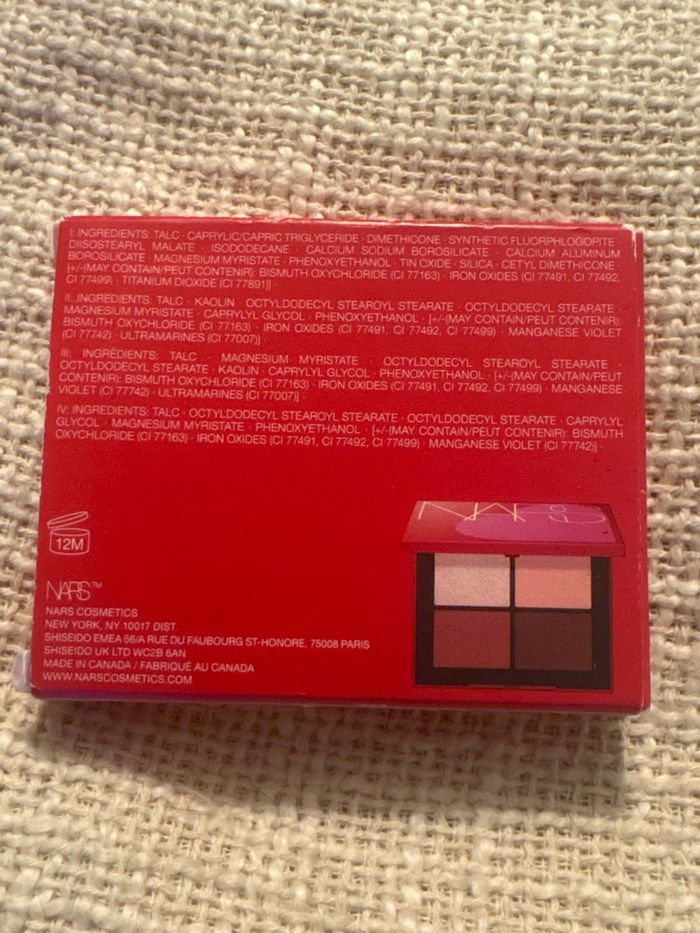 I: INGREDIENTS: TALC · CAPRYLIC/CAPRIC TRIGLYCERIDE · DIMETHICONE · SYNTHETIC FLUORPHLOGOPITE ·
DIISOSTEARYL MALATE · ISODODECANE · CALCIUM SODIUM BOROSILICATE · CALCIUM ALUMINUM
BOROSILICATE · MAGNESIUM MYRISTATE · PHENOXYETHANOL · TIN OXIDE · SILICA · CETYL DIMETHICONE ·
[+/-(MAY CONTAIN/PEUT CONTENIR): BISMUTH OXYCHLORIDE (CI 77163) · IRON OXIDES (CI 77491, CI 77492,
CI 77499) · TITANIUM DIOXIDE (CI 77891)] ·
II: INGREDIENTS: TALC · KAOLIN · OCTYLDODECYL STEAROYL STEARATE · OCTYLDODECYL STEARATE ·
MAGNESIUM MYRISTATE · CAPRYLYL GLYCOL · PHENOXYETHANOL · [+/-(MAY CONTAIN/PEUT CONTENIR):
BISMUTH OXYCHLORIDE (CI 77163) · IRON OXIDES (CI 77491, CI 77492, CI 77499) · MANGANESE VIOLET
(CI 77742) · ULTRAMARINES (CI 77007)] ·
III: INGREDIENTS: TALC · MAGNESIUM MYRISTATE · OCTYLDODECYL STEAROYL STEARATE ·
OCTYLDODECYL STEARATE · KAOLIN · CAPRYLYL GLYCOL · PHENOXYETHANOL · [+/-(MAY CONTAIN/PEUT
CONTENIR): BISMUTH OXYCHLORIDE (CI 77163) · IRON OXIDES (CI 77491, CI 77492, CI 77499) · MANGANESE
VIOLET (CI 77742) · ULTRAMARINES (CI 77007)] ·
IV: INGREDIENTS: TALC · OCTYLDODECYL STEAROYL STEARATE · OCTYLDODECYL STEARATE · CAPRYLYL
GLYCOL · MAGNESIUM MYRISTATE · PHENOXYETHANOL · [+/-(MAY CONTAIN/PEUT CONTENIR): BISMUTH
OXYCHLORIDE (CI 77163) · IRON OXIDES (CI 77491, CI 77492, CI 77499) · MANGANESE VIOLET (CI 77742)] ·
12M
NARS™
NARS COSMETICS
NEW YORK, NY 10017 DIST.
SHISEIDO EMEA 56/A RUE DU FAUBOURG ST-HONORE, 75008 PARIS
SHISEIDO UK LTD WC2B 6AN
MADE IN CANADA / FABRIQUÉ AU CANADA
WWW.NARSCOSMETICS.COM